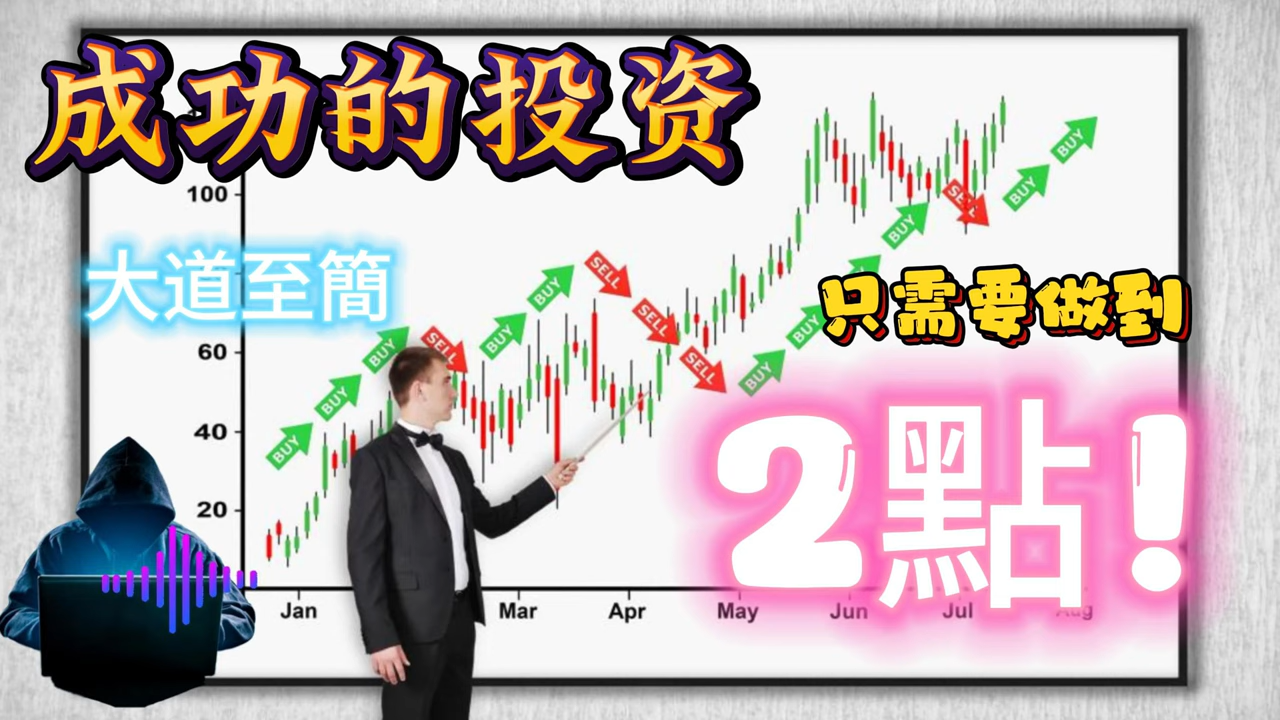 成功的投资
100
大道至簡
只需要做到
60
40
20
2點!
BUY
BUY
BUY
SELL
BUY
BUY
SELL
SELL
SELL
BUY
BUY
BUY
SELL
BUY
BUY
Jan
Mar
Apr
May
Jun
Jul
Aug